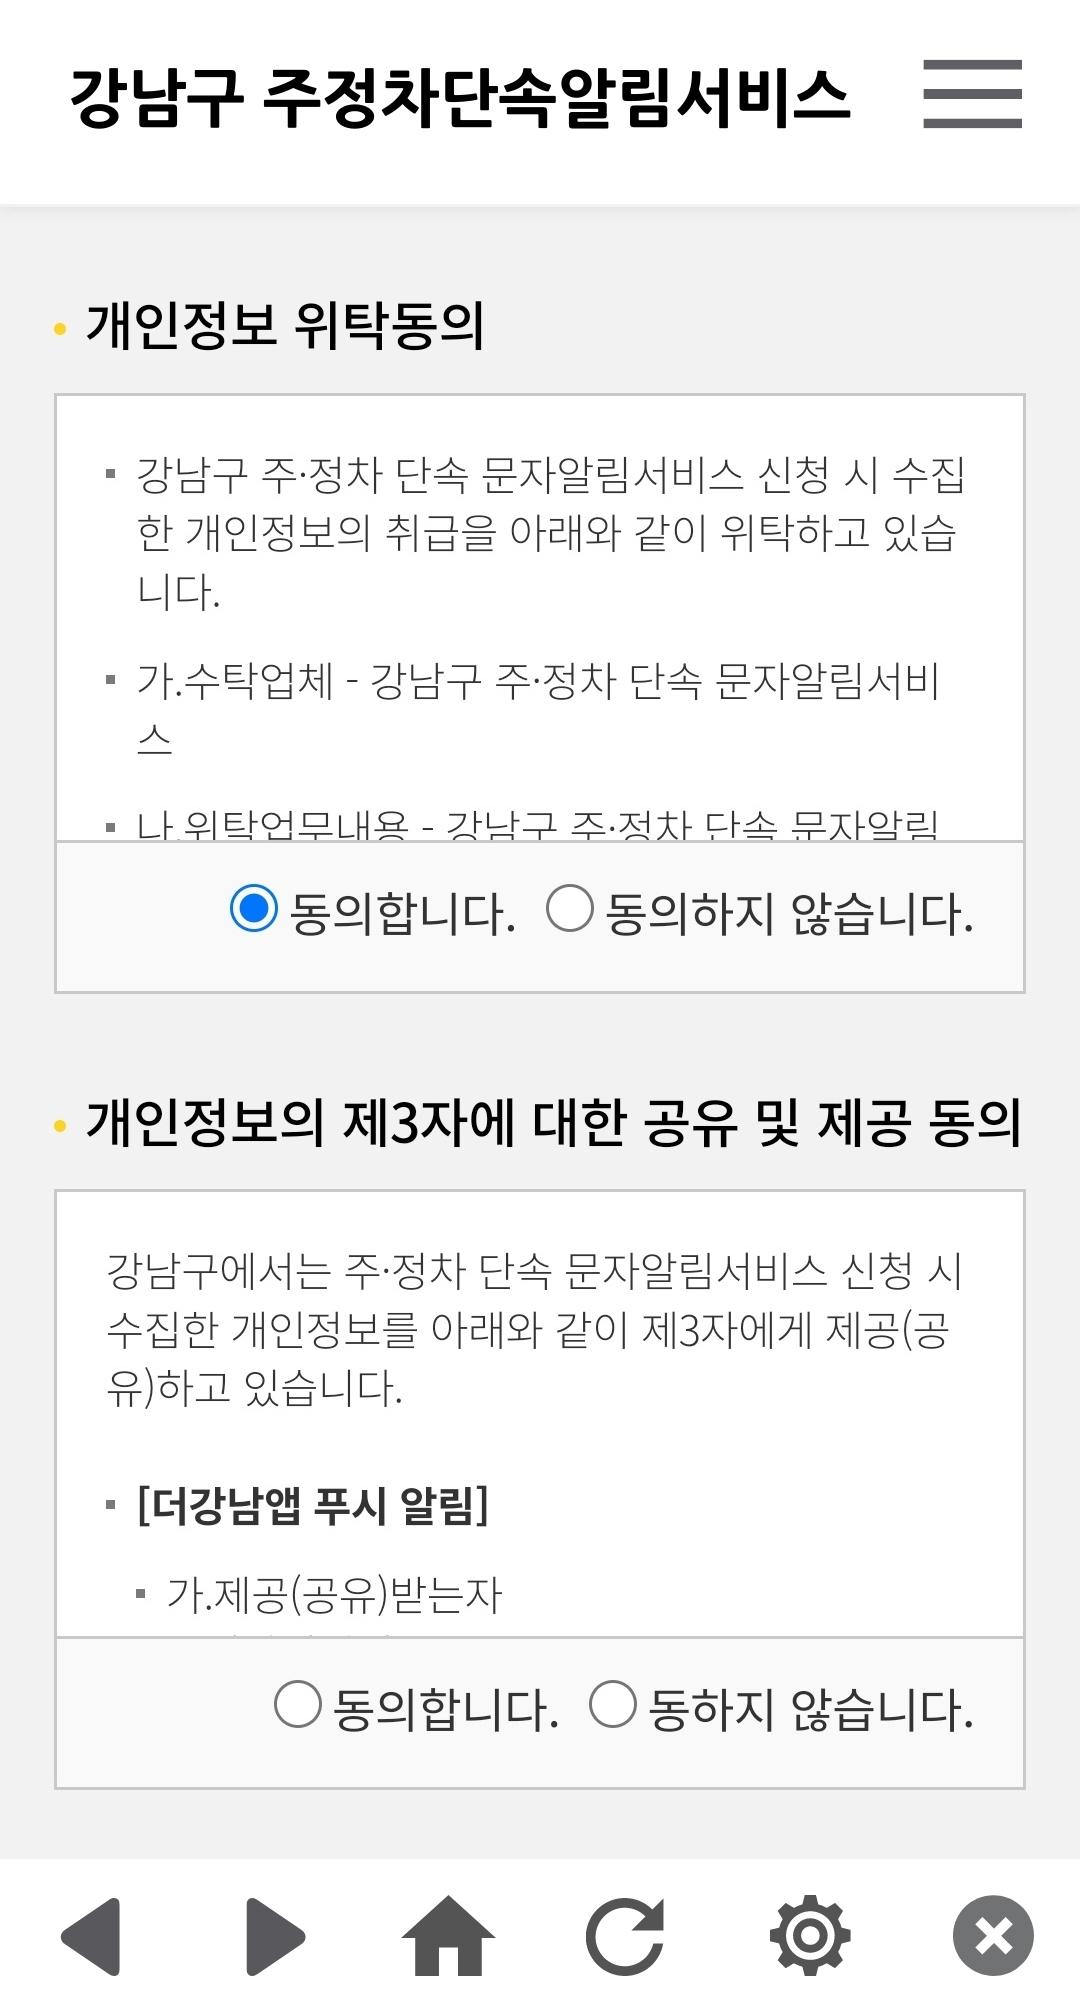 강남구 주정차단속알림서비스
개인정보 위탁동의
강남구 주·정차 단속 문자알림서비스 신청 시 수집
한 개인정보의 취급을 아래와 같이 위탁하고 있습
니다.
가.수탁업체 - 강남구 주·정차 단속 문자알림서비
스
나.위탁업무내용 - 강남구 주·정차 단속 문자알림
동의합니다. 동의하지 않습니다.
개인정보의 제3자에 대한 공유 및 제공 동의
강남구에서는 주·정차 단속 문자알림서비스 신청 시
수집한 개인정보를 아래와 같이 제3자에게 제공(공
유)하고 있습니다.
[더강남앱 푸시 알림]
가.제공(공유)받는자
동의합니다. 동하지 않습니다.